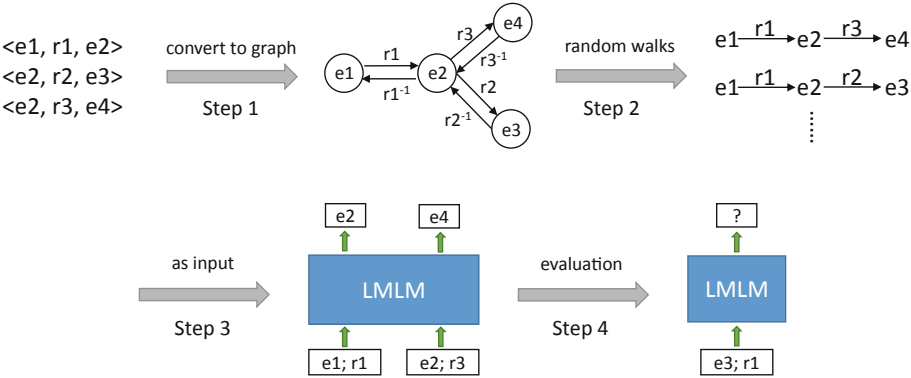 <e1, r1, e2>
<e2, r2, e3>
<e2, r3, e4>
convert to graph
Step 1
e1
r1
r1-1
e2
r3
r3-1
e4
r2
r2-1
e3
random walks
Step 2
e1 r1 e2 r3 e4
e1 r1 e2 r2 e3
as input
Step 3
e2
e4
LMLM
e1; r1
e2; r3
evaluation
Step 4
?
LMLM
e3; r1